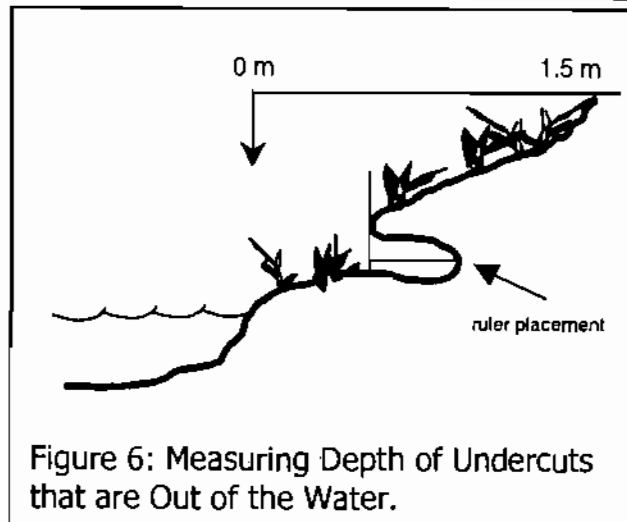 0 m 1.5 m
ruler placement
Figure 6: Measuring Depth of Undercuts
that are Out of the Water.